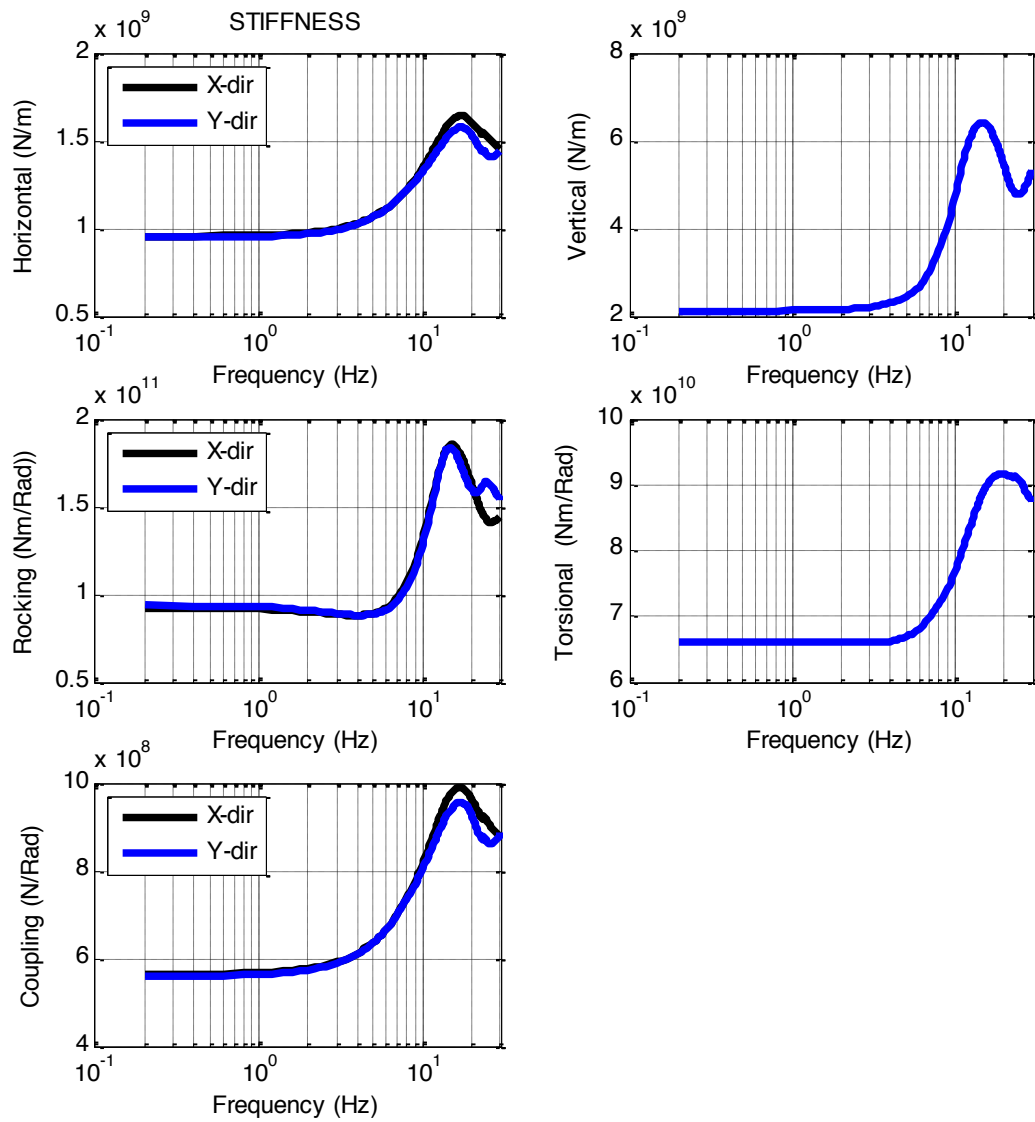 STIFFNESS
x 10^9
2
1.5
1
0.5
Horizontal (N/m)
X-dir
Y-dir
10^-1 10^0 10^1
Frequency (Hz)
x 10^9
8
6
4
2
Vertical (N/m)
10^-1 10^0 10^1
Frequency (Hz)
x 10^11
2
1.5
1
0.5
Rocking (Nm/Rad))
X-dir
Y-dir
10^-1 10^0 10^1
Frequency (Hz)
x 10^10
10
9
8
7
6
Torsional (Nm/Rad)
10^-1 10^0 10^1
Frequency (Hz)
x 10^8
10
8
6
4
Coupling (N/Rad)
X-dir
Y-dir
10^-1 10^0 10^1
Frequency (Hz)